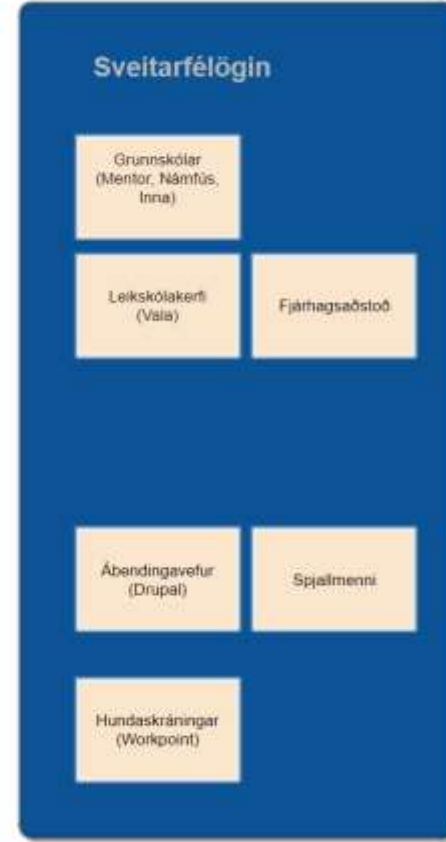 Sveitarfélögin
Grunnskólar
(Mentor, Námfús,
Inna)
Leikskólakerfi
(Vala)
Fjárhagsaðstoð
Ábendingavefur
(Drupal)
Spjallmenni
Hundaskráningar
(Workpoint)